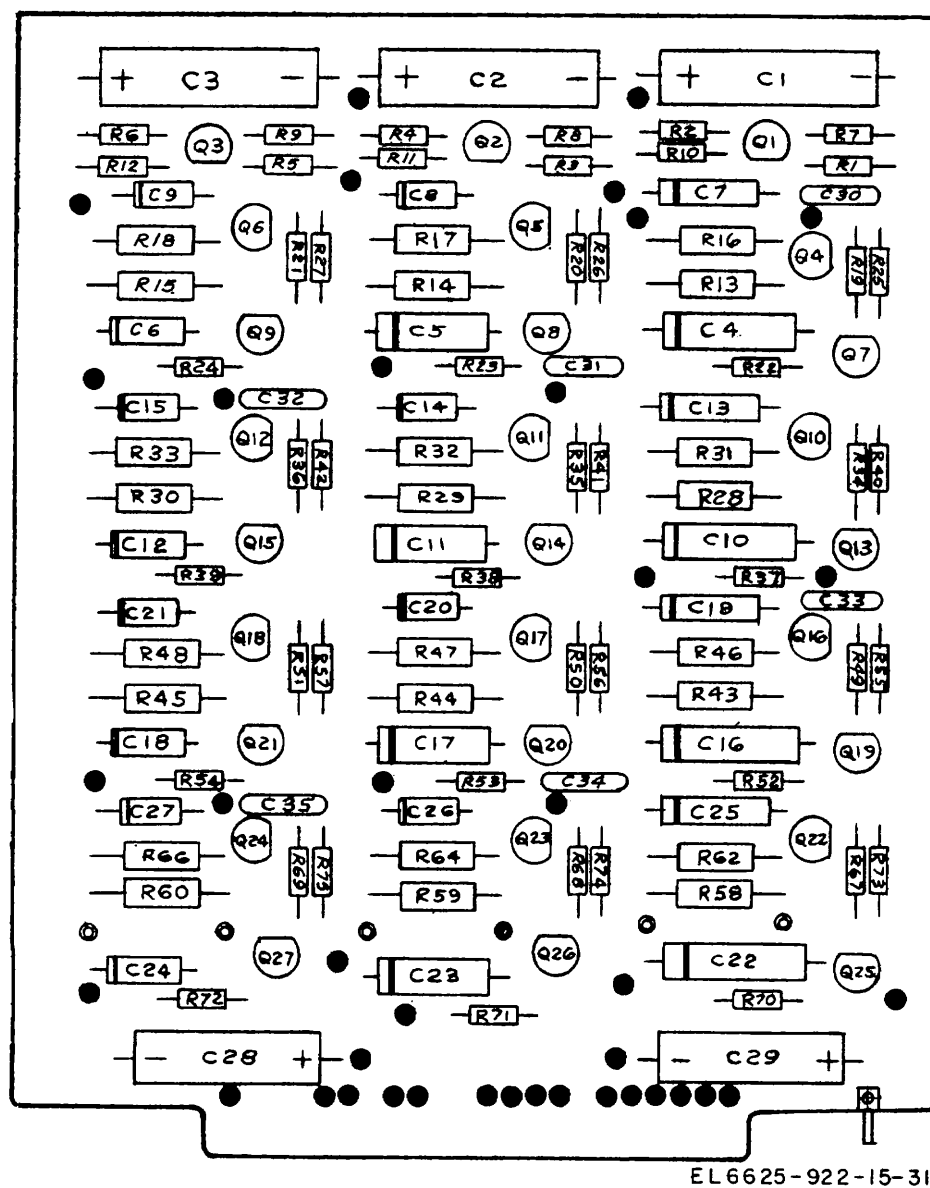 + C3 - + C2 - + C1 -
R6 Q3 R9 R4 Q2 R8 R2 Q1 R7
R12 R5 R11 R3 R10 R1
C9 C8 C7 C30
R18 Q6 R21 R27 R17 Q5 R20 R26 R16 Q4 R19 R25
R15 R14 R13
C6 Q9 C5 Q8 C4 Q7
R24 R23 C31 R22
C15 C32 C14 C13
R33 Q12 R36 R42 R32 Q11 R35 R41 R31 Q10 R34 R40
R30 R29 R28
C12 Q15 C11 Q14 C10 Q13
R39 R38 R37
C21 C20 C19 C33
R48 Q18 R51 R57 R47 Q17 R50 R56 R46 Q16 R49 R55
R45 R44 R43
C18 Q21 C17 Q20 C16 Q19
R54 R53 C34 R52
C27 C35 C26 C25
R66 Q24 R69 R75 R64 Q23 R68 R74 R62 Q22 R67 R73
R60 R59 R58
C24 Q27 C23 Q26 C22 Q25
R72 R71 R70
- C28 + - C29 +
EL6625-922-15-31